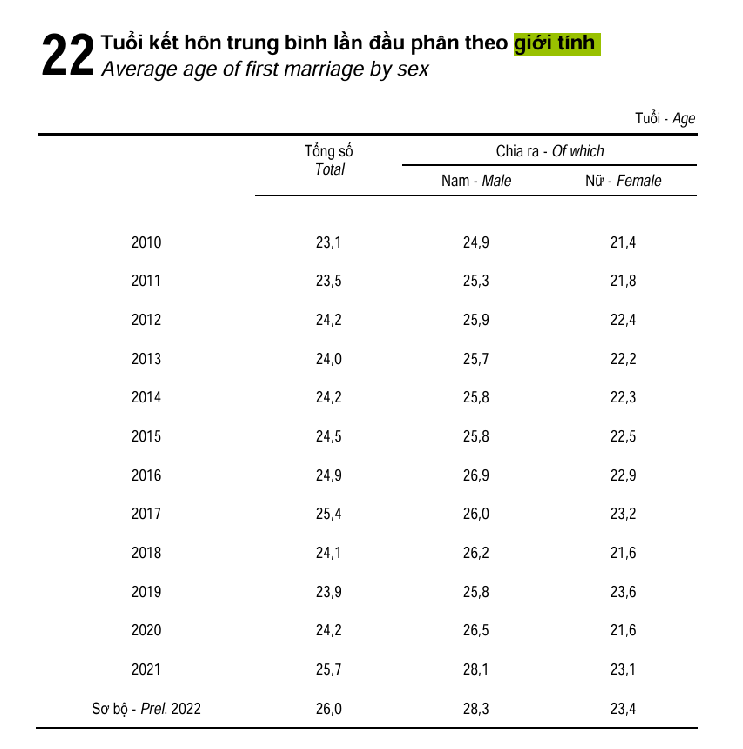 22 Tuổi kết hôn trung bình lần đầu phân theo giới tính
Average age of first marriage by sex
Tuổi - Age
Tổng số Chia ra - Of which
Total
Nam - Male Nữ - Female
2010 23,1 24,9 21,4
2011 23,5 25,3 21,8
2012 24,2 25,9 22,4
2013 24,0 25,7 22,2
2014 24,2 25,8 22,3
2015 24,5 25,8 22,5
2016 24,9 26,9 22,9
2017 25,4 26,0 23,2
2018 24,1 26,2 21,6
2019 23,9 25,8 23,6
2020 24,2 26,5 21,6
2021 25,7 28,1 23,1
Sơ bộ - Prel. 2022 26,0 28,3 23,4